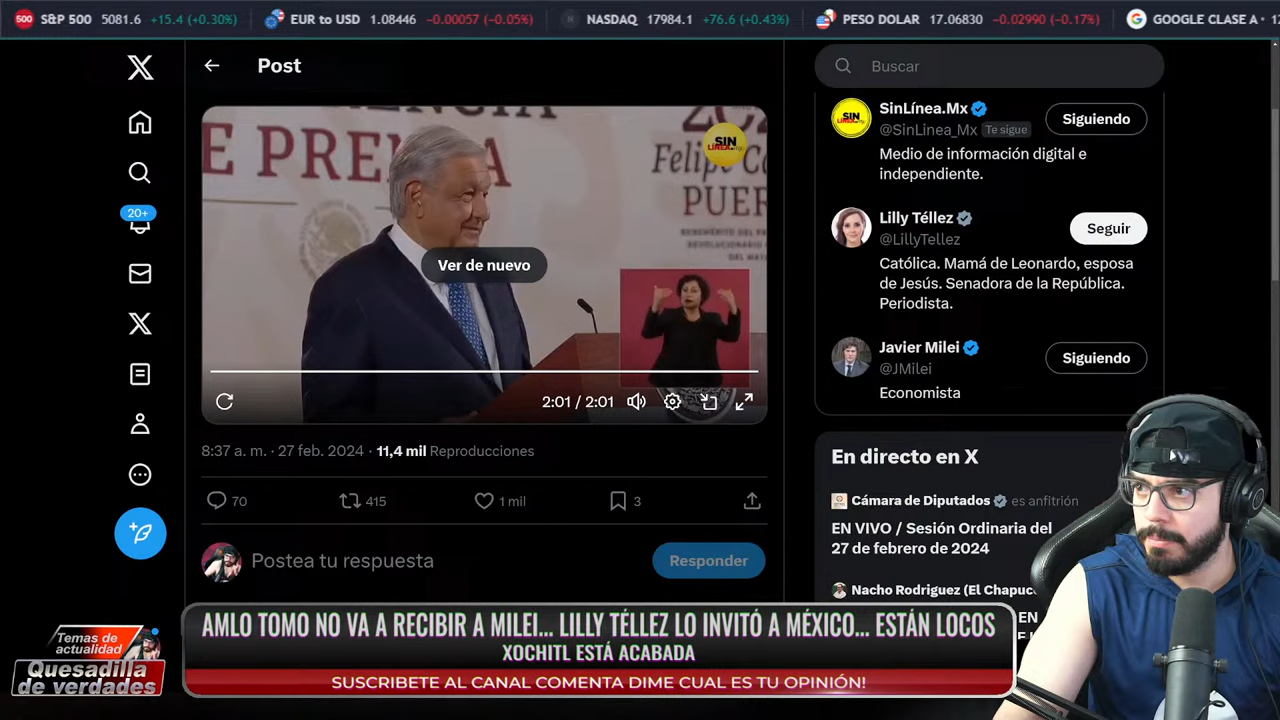 500 S&P 500 5081.6 +15.4 (+0.30%) EUR to USD 1.08446 −0.00057 (−0.05%) NASDAQ 17984.1 +76.6 (+0.43%) PESO DOLAR 17.06830 −0.02990 (−0.17%) GOOGLE CLASE A •
Post
Buscar
E PRENSA
Felipe
PUER
SIN
LÍNEA
Ver de nuevo
2:01 / 2:01
8:37 a. m. · 27 feb. 2024 · 11,4 mil Reproducciones
70 415 1 mil 3
Postea tu respuesta
Responder
20+
SIN
LÍNEA
SinLínea.Mx
@SinLinea_Mx Te sigue
Siguiendo
Medio de información digital e
independiente.
Lilly Téllez
@LillyTellez
Seguir
Católica. Mamá de Leonardo, esposa
de Jesús. Senadora de la República.
Periodista.
Javier Milei
@JMilei
Siguiendo
Economista
En directo en X
Cámara de Diputados es anfitrión
EN VIVO / Sesión Ordinaria del
27 de febrero de 2024
Nacho Rodriguez (El Chapuc
Temas de
actualidad
Quesadilla
de verdades
AMLO TOMO NO VA A RECIBIR A MILEI... LILLY TÉLLEZ LO INVITÓ A MÉXICO... ESTÁN LOCOS
XOCHITL ESTÁ ACABADA
SUSCRIBETE AL CANAL COMENTA DIME CUAL ES TU OPINIÓN!